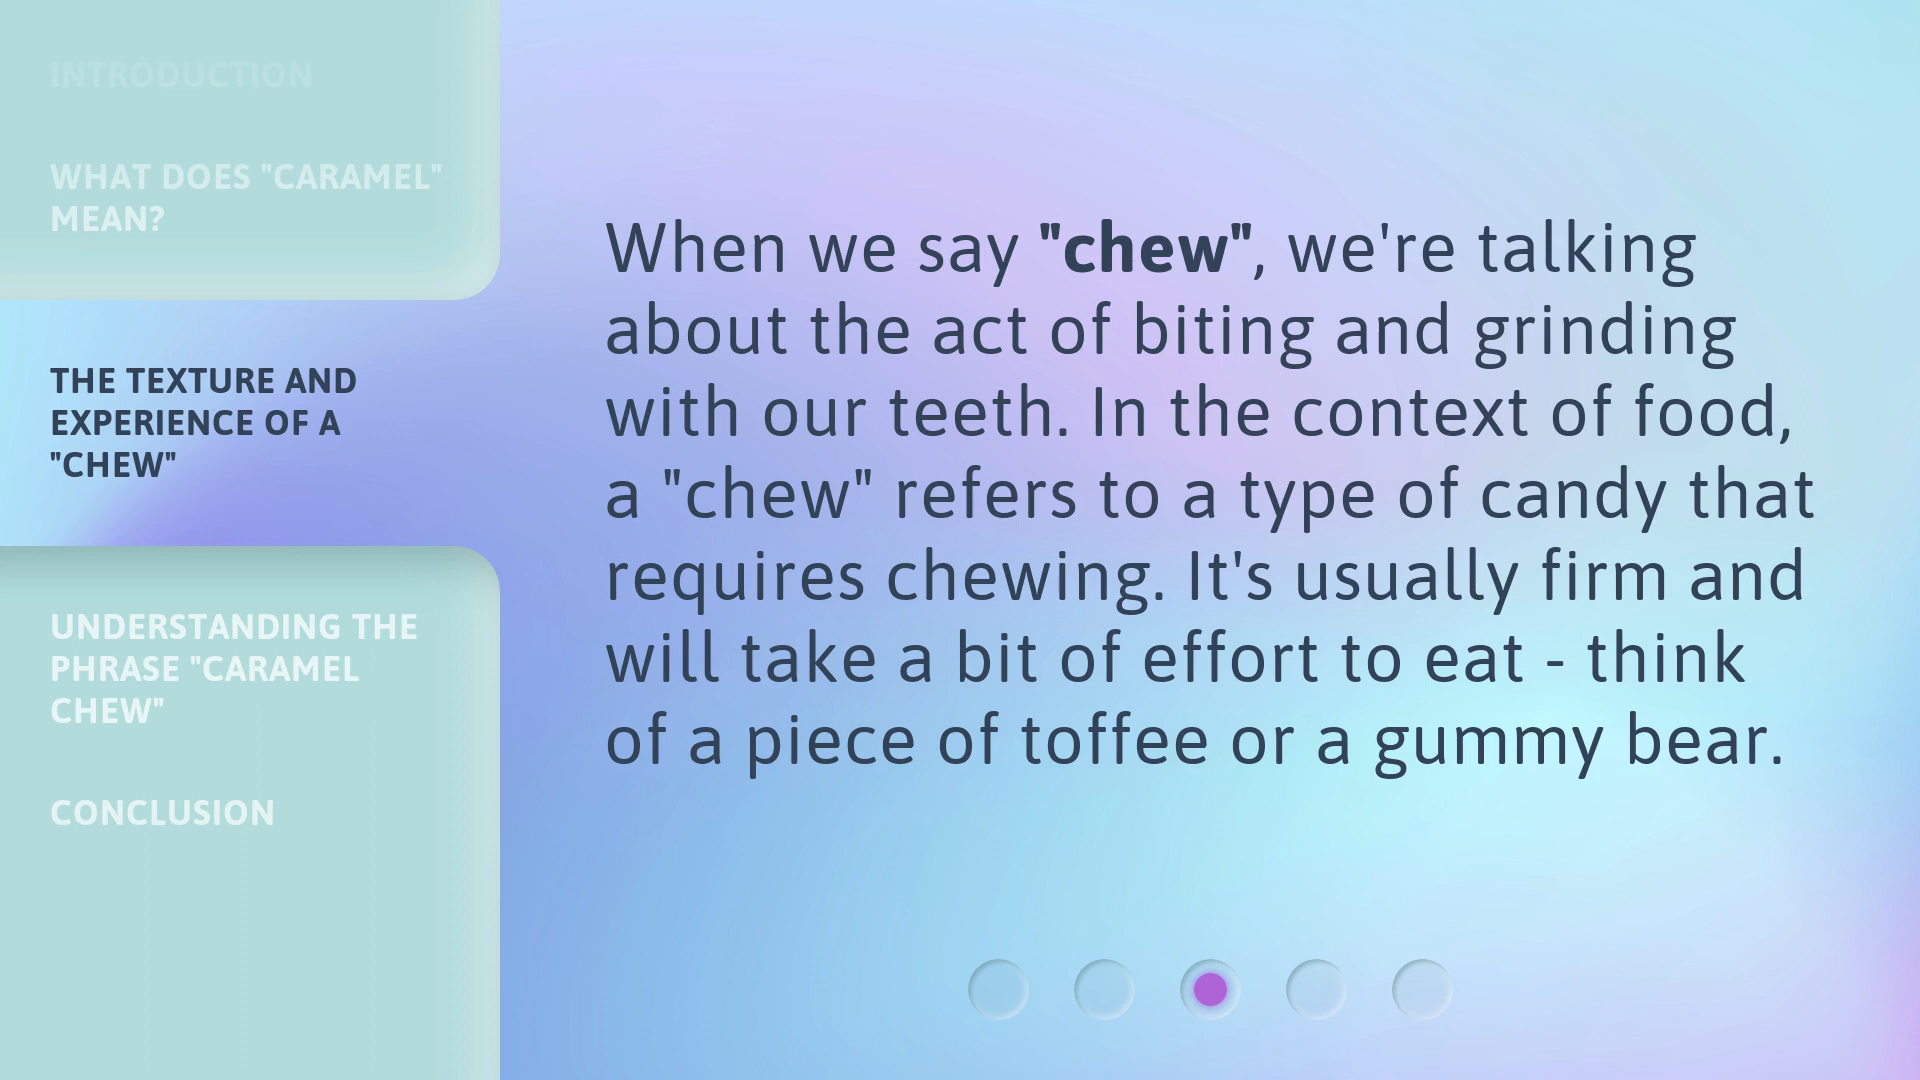 INTRODUCTION
WHAT DOES "CARAMEL"
MEAN?
THE TEXTURE AND
EXPERIENCE OF A
"CHEW"
UNDERSTANDING THE
PHRASE "CARAMEL
CHEW"
CONCLUSION
When we say "chew", we're talking
about the act of biting and grinding
with our teeth. In the context of food,
a "chew" refers to a type of candy that
requires chewing. It's usually firm and
will take a bit of effort to eat - think
of a piece of toffee or a gummy bear.